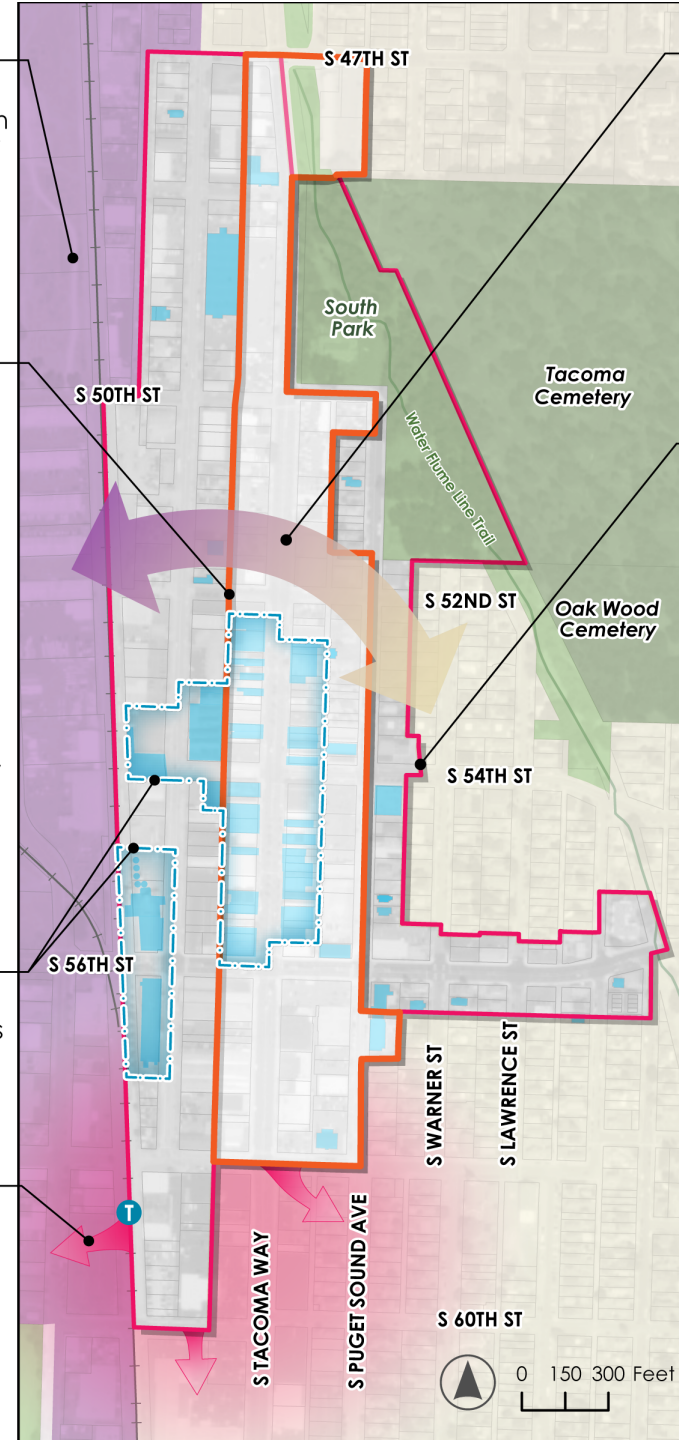 S 47TH ST
n
South
Park
Tacoma
Cemetery
S 50TH ST
Water Flume Line Trail
S 52ND ST
Oak Wood
Cemetery
S 54TH ST
S 56TH ST
s
S WARNER ST
S LAWRENCE ST
T
S TACOMA WAY
S PUGET SOUND AVE
S 60TH ST
0 150 300 Feet